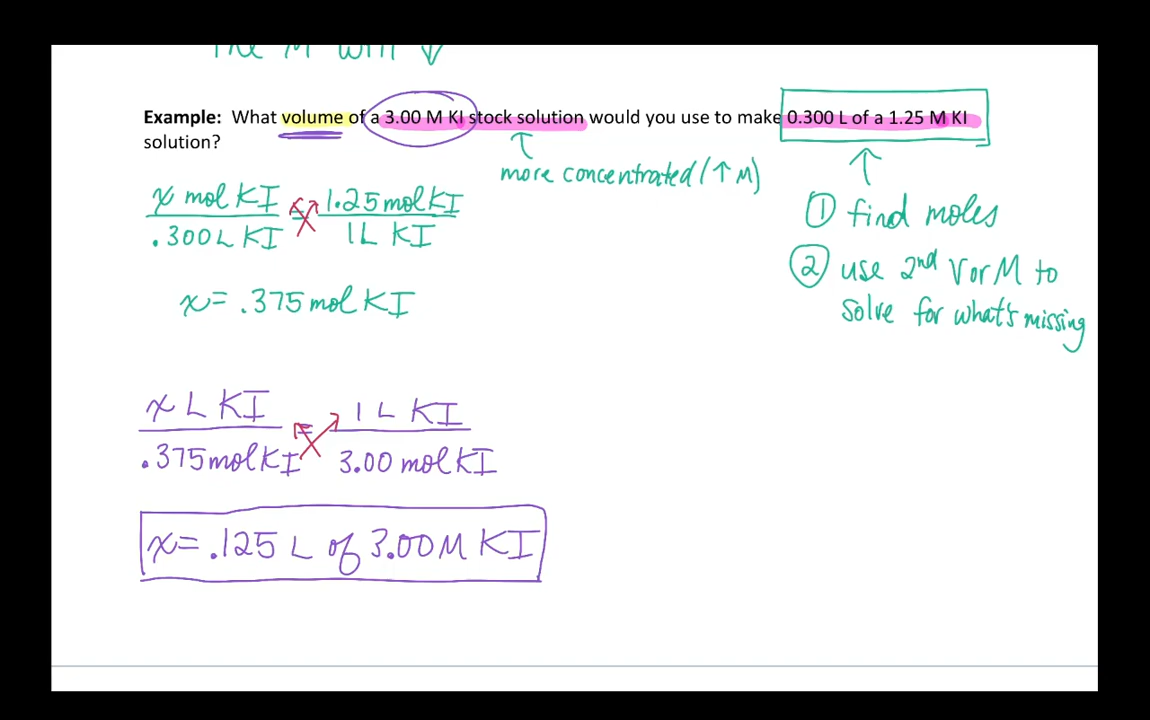 The M will ↓
Example: What volume of a 3.00 M KI stock solution would you use to make 0.300 L of a 1.25 M KI
solution?
more concentrated (↑ M)
x mol KI = 1.25 mol KI
.300 L KI 1 L KI
① find moles
② use 2nd V or M to
solve for what's missing
x = .375 mol KI
x L KI = 1 L KI
.375 mol KI 3.00 mol KI
x = .125 L of 3.00 M KI